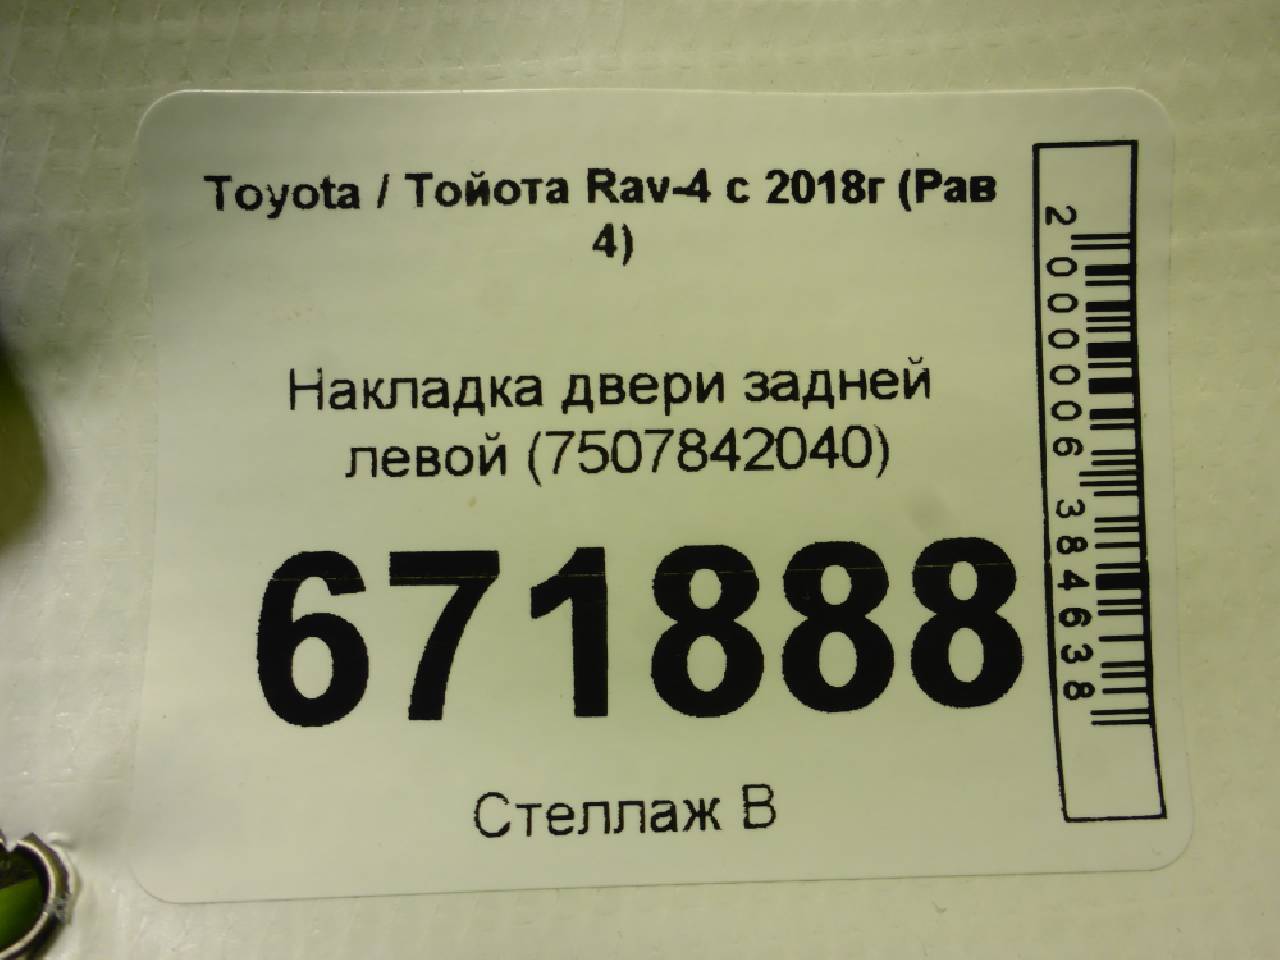 Toyota / Тойота Rav-4 с 2018г (Рав
4)
Накладка двери задней
левой (7507842040)
671888
Стеллаж В
2000006384638